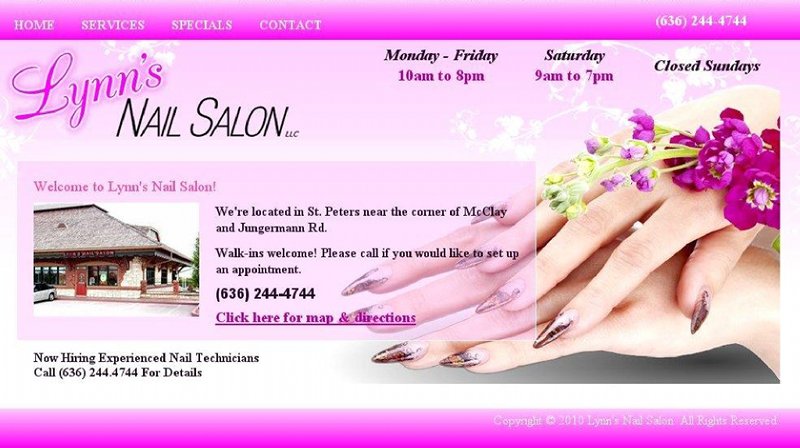 HOME SERVICES SPECIALS CONTACT (636) 244-4744
Monday - Friday Saturday Closed Sundays
10am to 8pm 9am to 7pm
Lynn's
NAIL SALON LLC
Welcome to Lynn's Nail Salon!
We're located in St. Peters near the corner of McClay
and Jungermann Rd.
Walk-ins welcome! Please call if you would like to set up
an appointment.
(636) 244-4744
Click here for map & directions
Now Hiring Experienced Nail Technicians
Call (636) 244.4744 For Details
Copyright © 2010 Lynn's Nail Salon. All Rights Reserved.